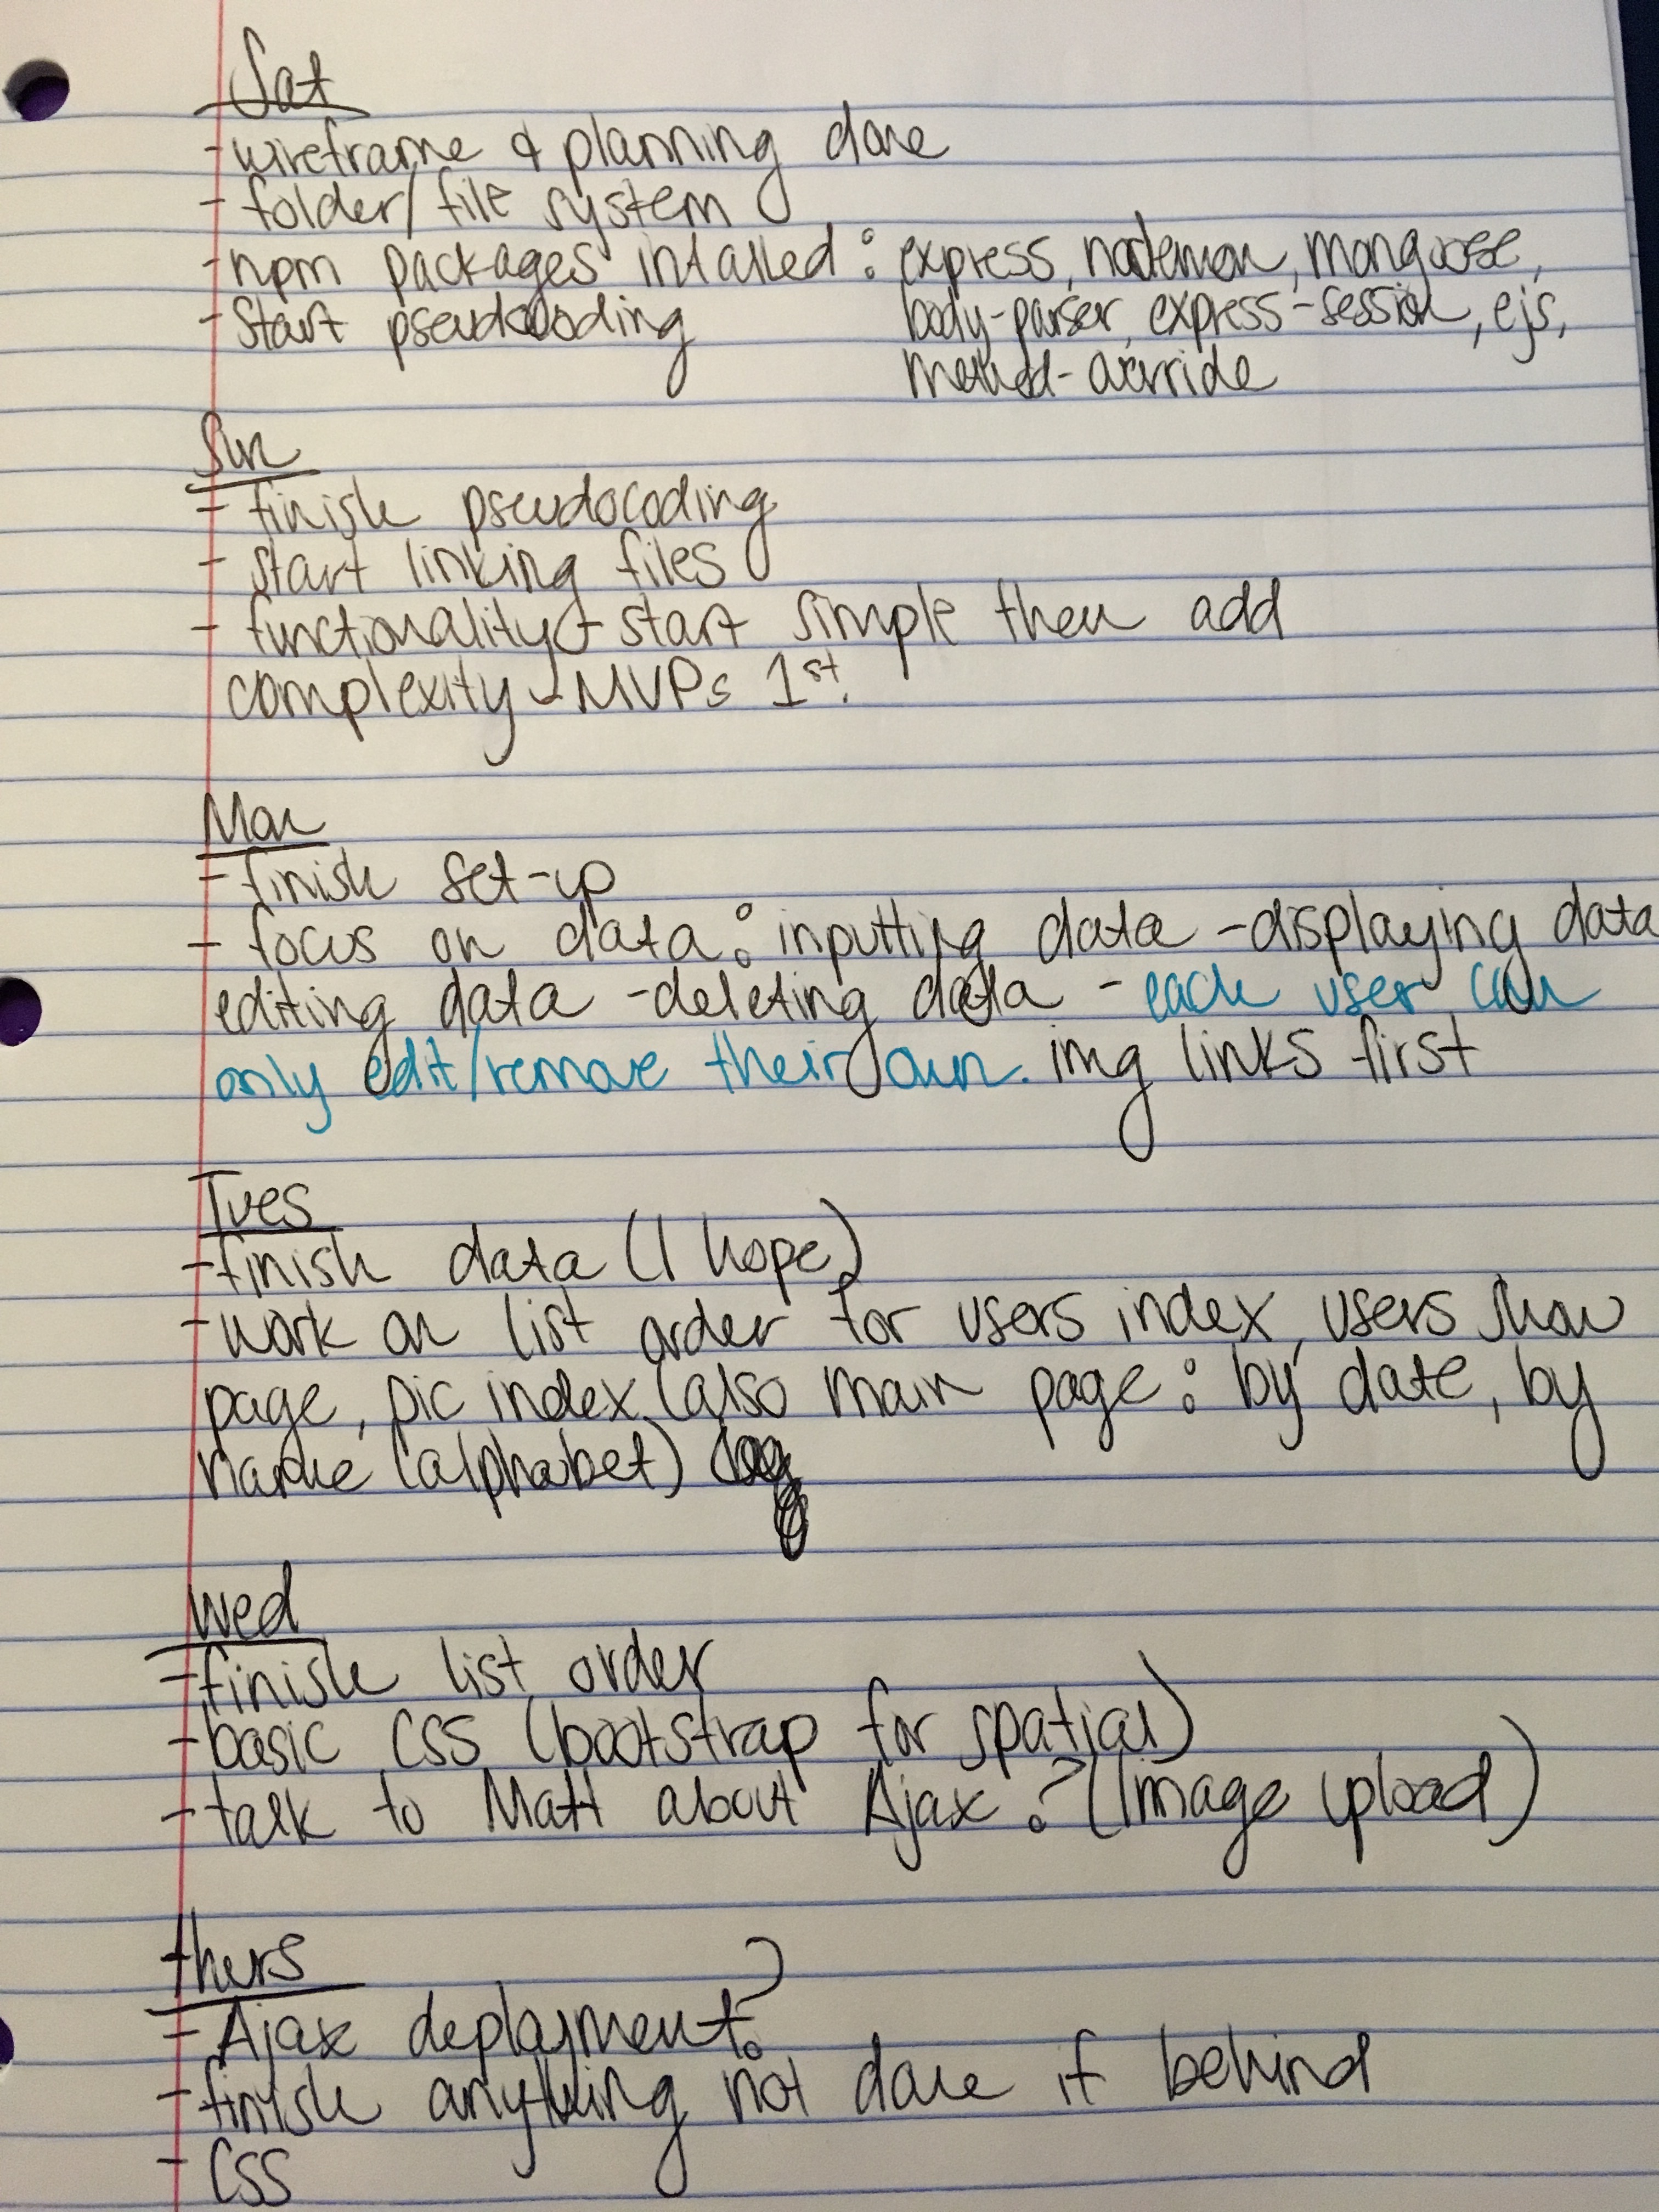 Sat
- wireframe & planning done
- folder/file system
- npm packages intalled: express, nodemon, mongoose,
- Start pseudocoding body-parser, express-session, ejs,
method-override
Sun
- finish pseudocoding
- start linking files
- functionality - start simple then add
complexity - MVPs 1st.
Mon
- finish set-up
- focus on data: inputting data - displaying data
editing data - deleting data - each user can
only edit/remove their own. img links first
Tues
- finish data (I hope)
- work on list order for users index, users show
page, pic index (also main page: by date, by
name (alphabet)
Wed
- finish list order
- basic CSS (bootstrap for spatial)
- talk to Matt about Ajax? (Image upload)
thurs
- Ajax deployment?
- finish anything not done if behind
- CSS